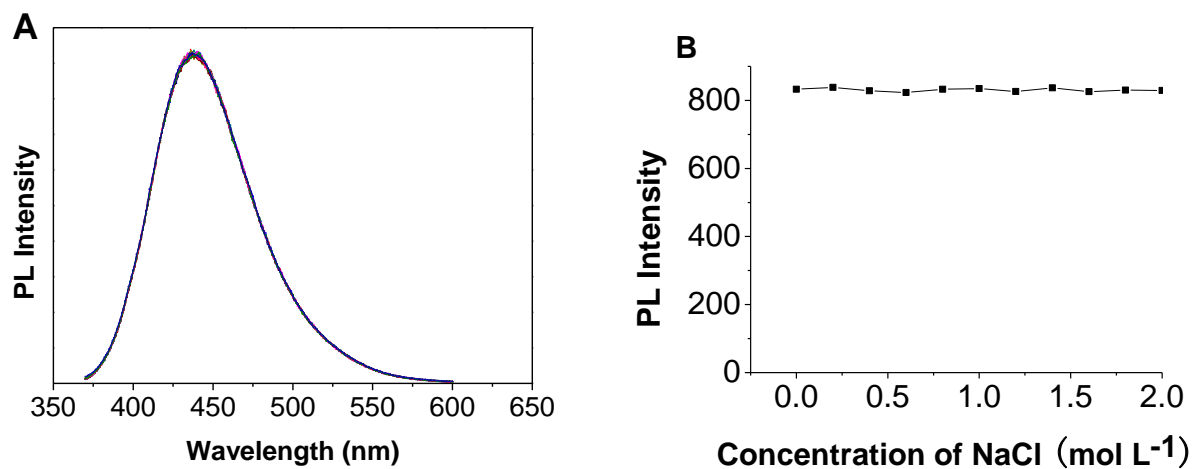 A
PL Intensity
350 400 450 500 550 600 650
Wavelength (nm)
B
PL Intensity
800
600
400
200
0
0.0 0.5 1.0 1.5 2.0
Concentration of NaCl (mol L-1)